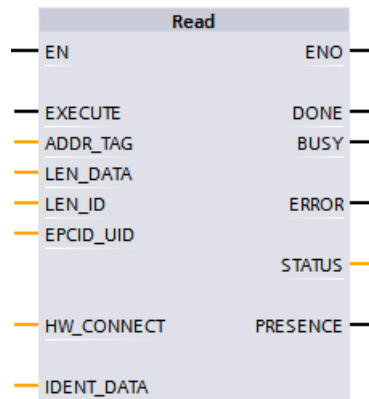 Read
EN ENO
EXECUTE DONE
ADDR_TAG BUSY
LEN_DATA
LEN_ID ERROR
EPCID_UID
STATUS
HW_CONNECT PRESENCE
IDENT_DATA